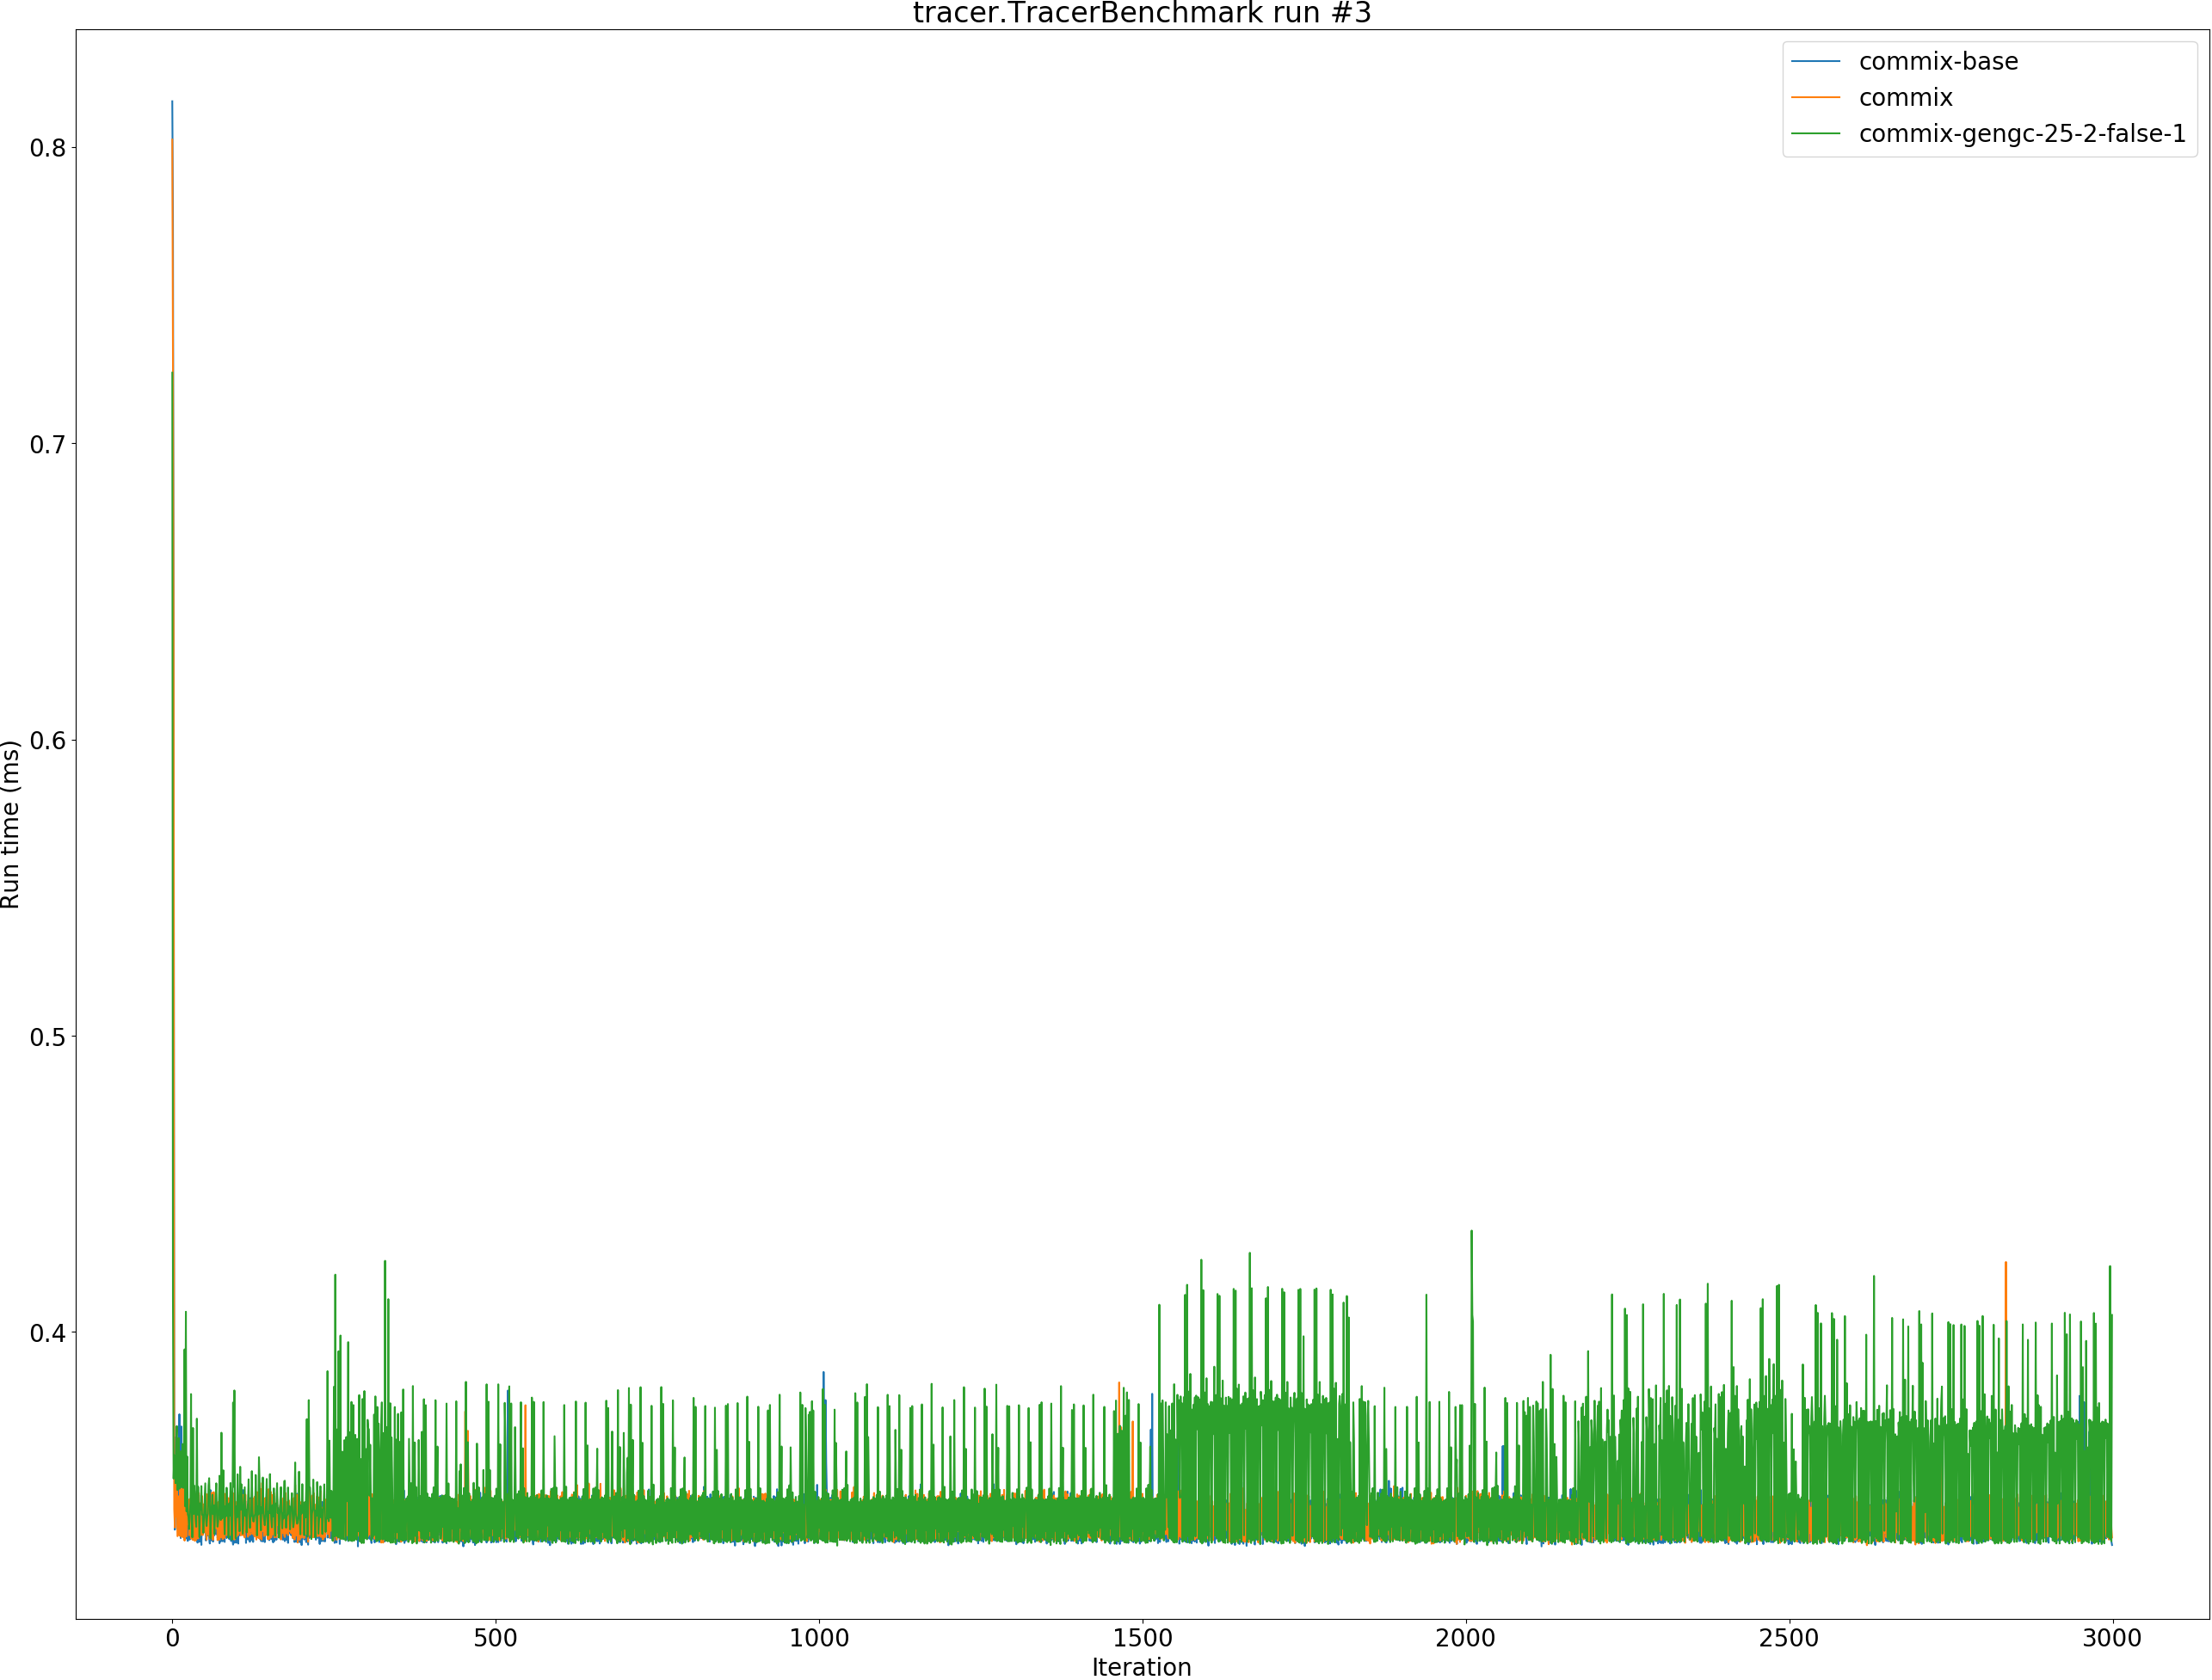 tracer.TracerBenchmark run #3
commix-base
commix
commix-gengc-25-2-false-1
Run time (ms)
0.8
0.7
0.6
0.5
0.4
0
500
1000
1500
2000
2500
3000
Iteration